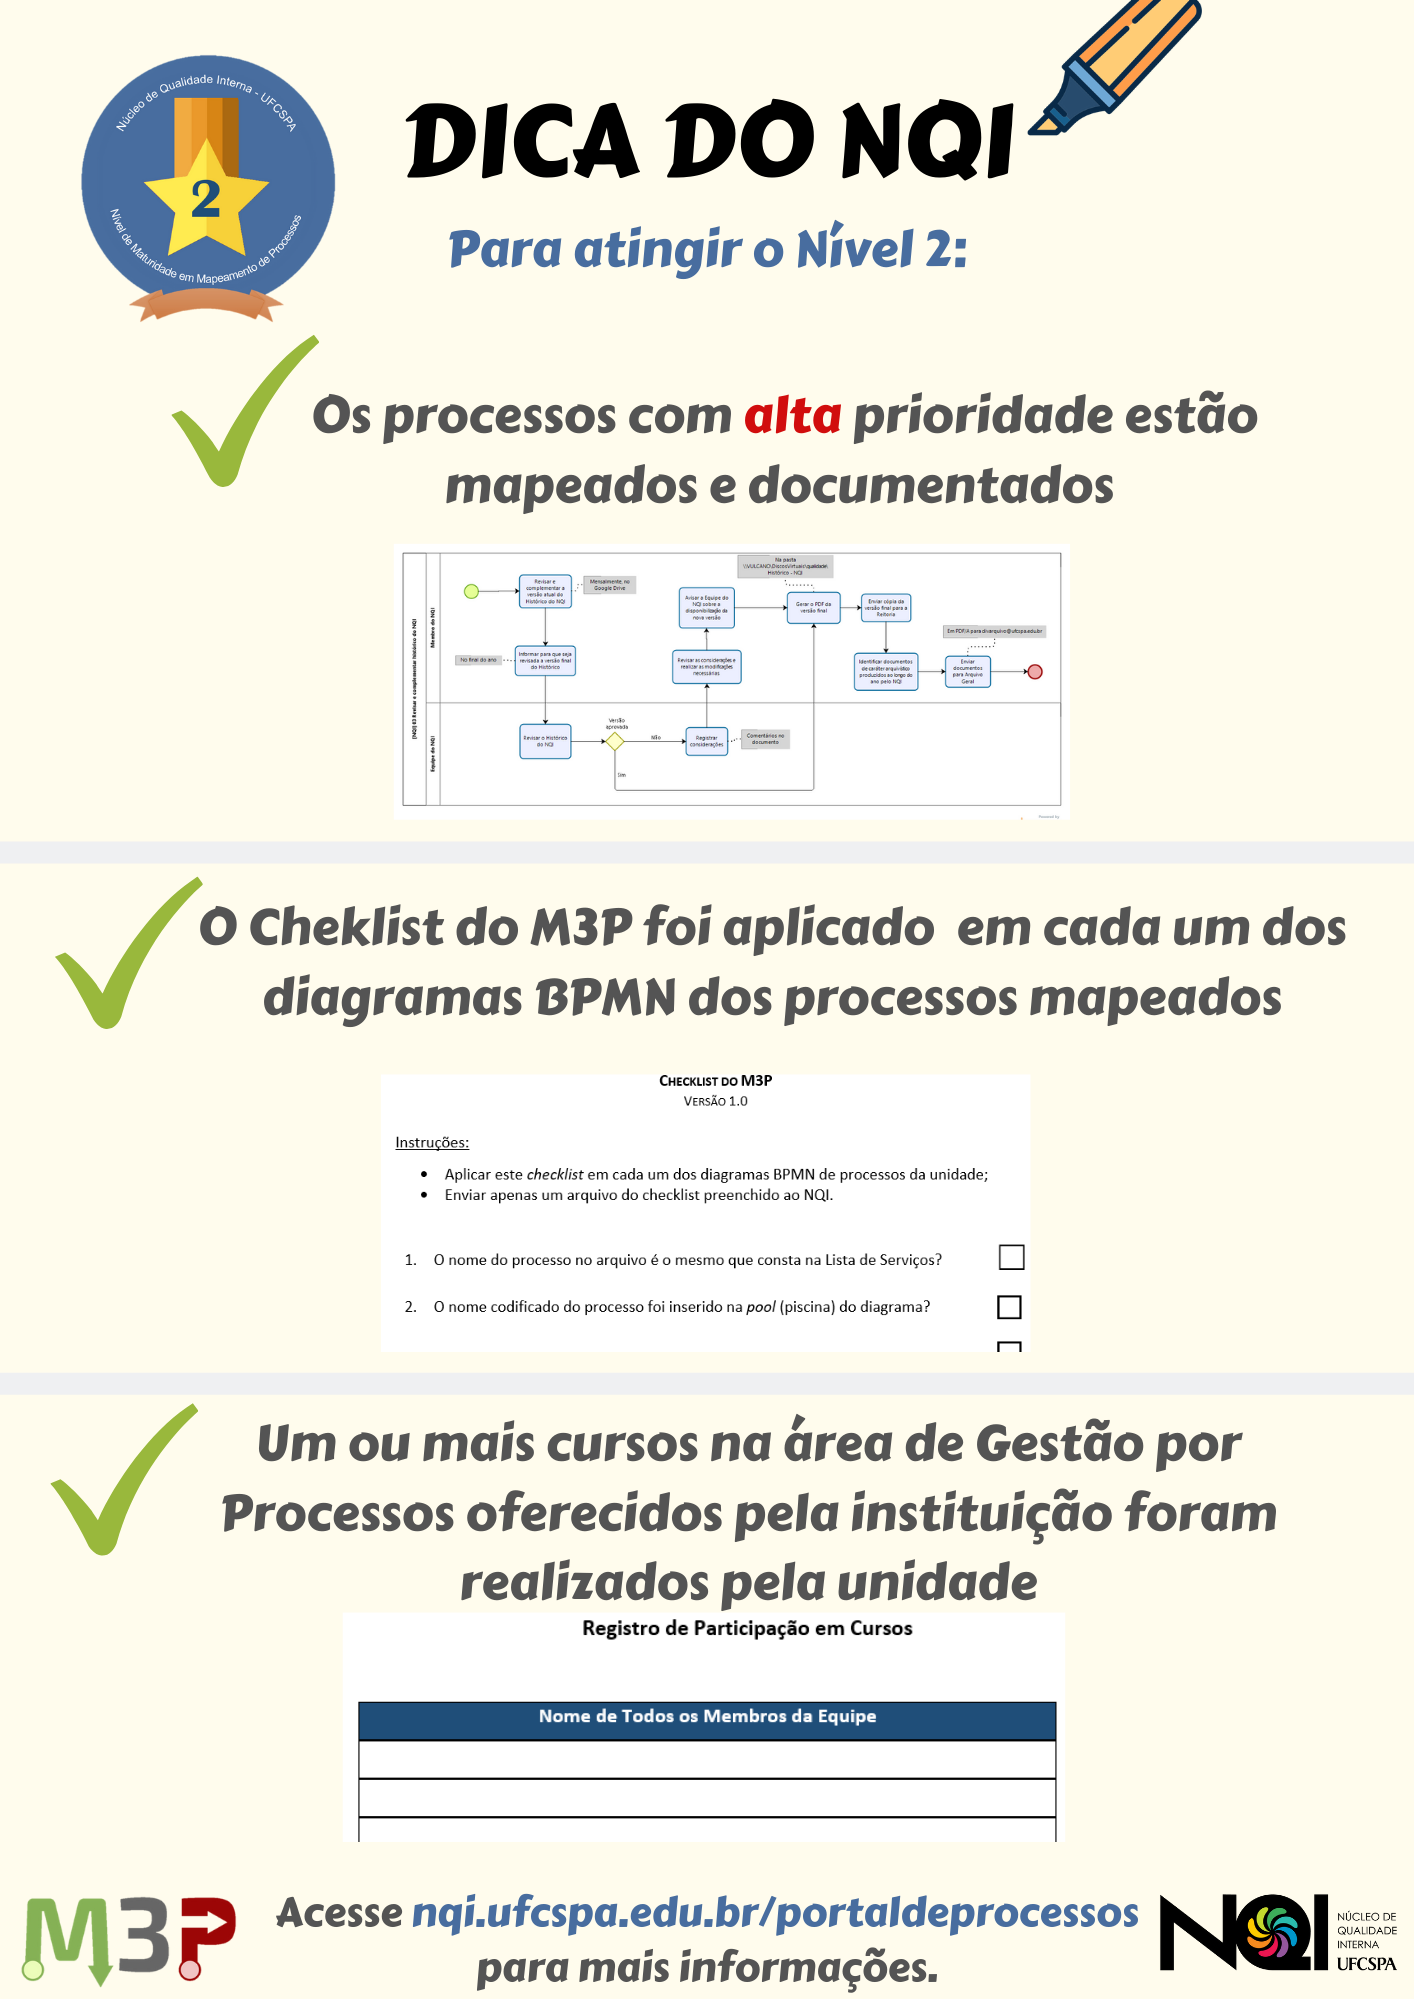 Núcleo de Qualidade Interna - UFCSPA
2
Nível de Maturidade em Mapeamento de Processos
DICA DO NQI
Para atingir o Nível 2:
Os processos com alta prioridade estão
mapeados e documentados
[NQI] 03 Revisar e complementar histórico do NQI
Membro do NQI
Revisar e
complementar a
versão atual do
Histórico do NQI
Mensalmente, no
Google Drive
No final do ano
Informar para que seja
revisada a versão final
do Histórico
Avisar a Equipe do
NQI sobre a
disponibilização da
nova versão
Revisar as considerações e
realizar as modificações
necessárias
Na pasta
\\VULCANO\DiscosVirtuais\qualidade\
Histórico - NQI
Gerar o PDF da
versão final
Enviar cópia da
versão final para a
Reitoria
Em PDF/A para divarquivo@ufcspa.edu.br
Identificar documentos
de caráter arquivístico
produzidos ao longo do
ano pelo NQI
Enviar
documentos
para Arquivo
Geral
Equipe do NQI
Revisar o Histórico
do NQI
Versão
aprovada
Não
Sim
Registrar
considerações
Comentários no
documento
Powered by
O Cheklist do M3P foi aplicado em cada um dos
diagramas BPMN dos processos mapeados
CHECKLIST DO M3P
VERSÃO 1.0
Instruções:
• Aplicar este checklist em cada um dos diagramas BPMN de processos da unidade;
• Enviar apenas um arquivo do checklist preenchido ao NQI.
1. O nome do processo no arquivo é o mesmo que consta na Lista de Serviços?
2. O nome codificado do processo foi inserido na pool (piscina) do diagrama?
Um ou mais cursos na área de Gestão por
Processos oferecidos pela instituição foram
realizados pela unidade
Registro de Participação em Cursos
Nome de Todos os Membros da Equipe
M3P
Acesse nqi.ufcspa.edu.br/portaldeprocessos
para mais informações.
NQI
NÚCLEO DE
QUALIDADE
INTERNA
UFCSPA